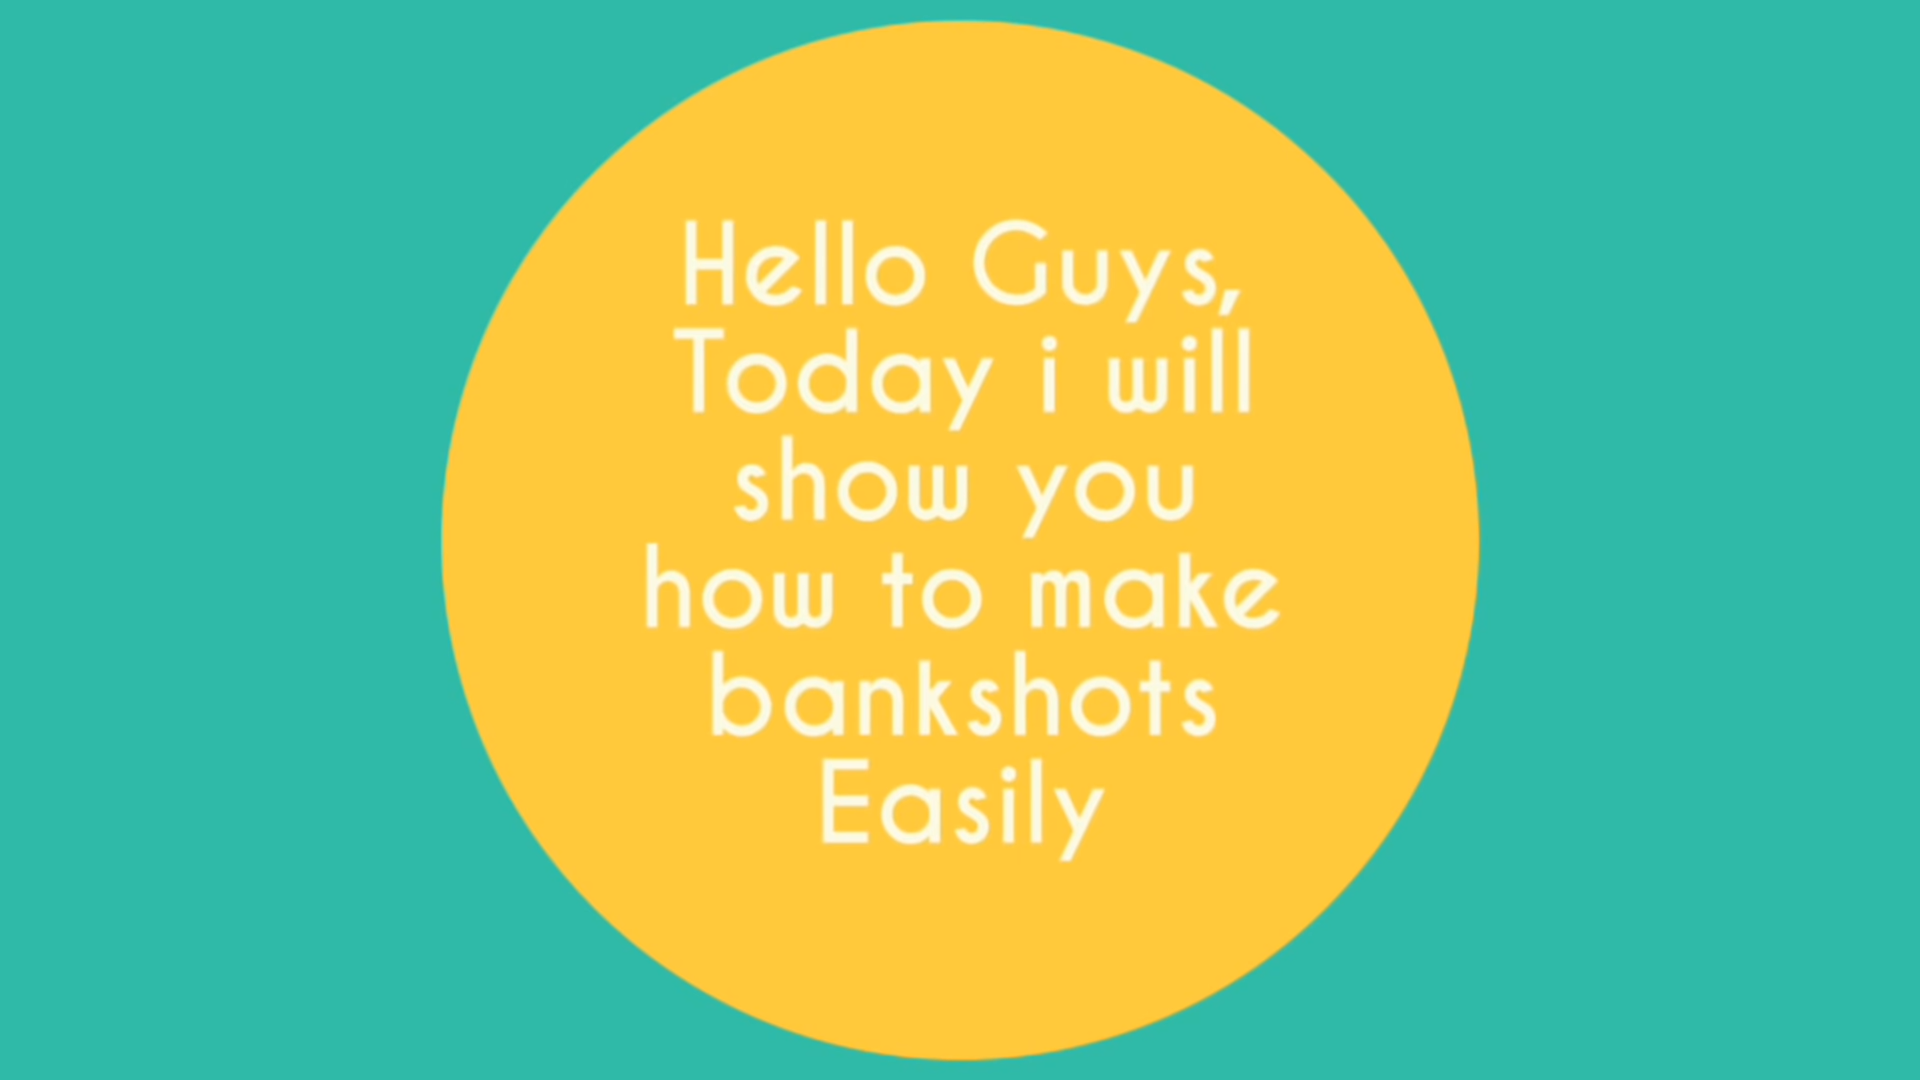 Hello Guys,
Today i will
show you
how to make
bankshots
Easily